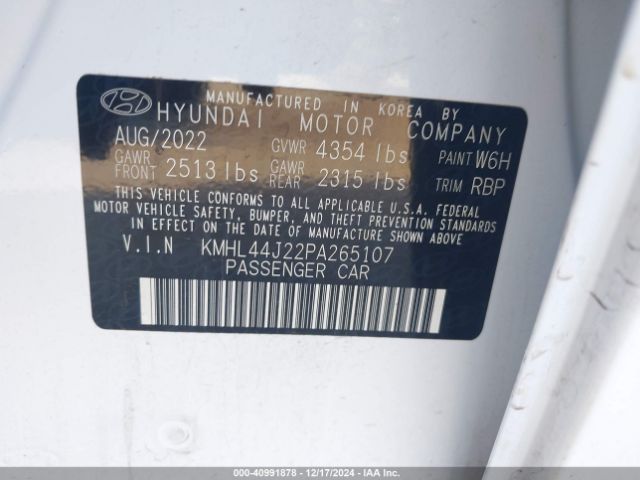 MANUFACTURED IN KOREA BY
HYUNDAI MOTOR COMPANY
AUG/2022 GVWR 4354 lbs PAINT W6H
GAWR FRONT 2513 lbs GAWR REAR 2315 lbs TRIM RBP
THIS VEHICLE CONFORMS TO ALL APPLICABLE U.S.A. FEDERAL
MOTOR VEHICLE SAFETY, BUMPER, AND THEFT PREVENTION STANDARDS
IN EFFECT ON THE DATE OF MANUFACTURE SHOWN ABOVE.
V.I.N KMHL44J22PA265107
PASSENGER CAR
COPY - 40991878 - 12/17/2024 - IAA Inc.